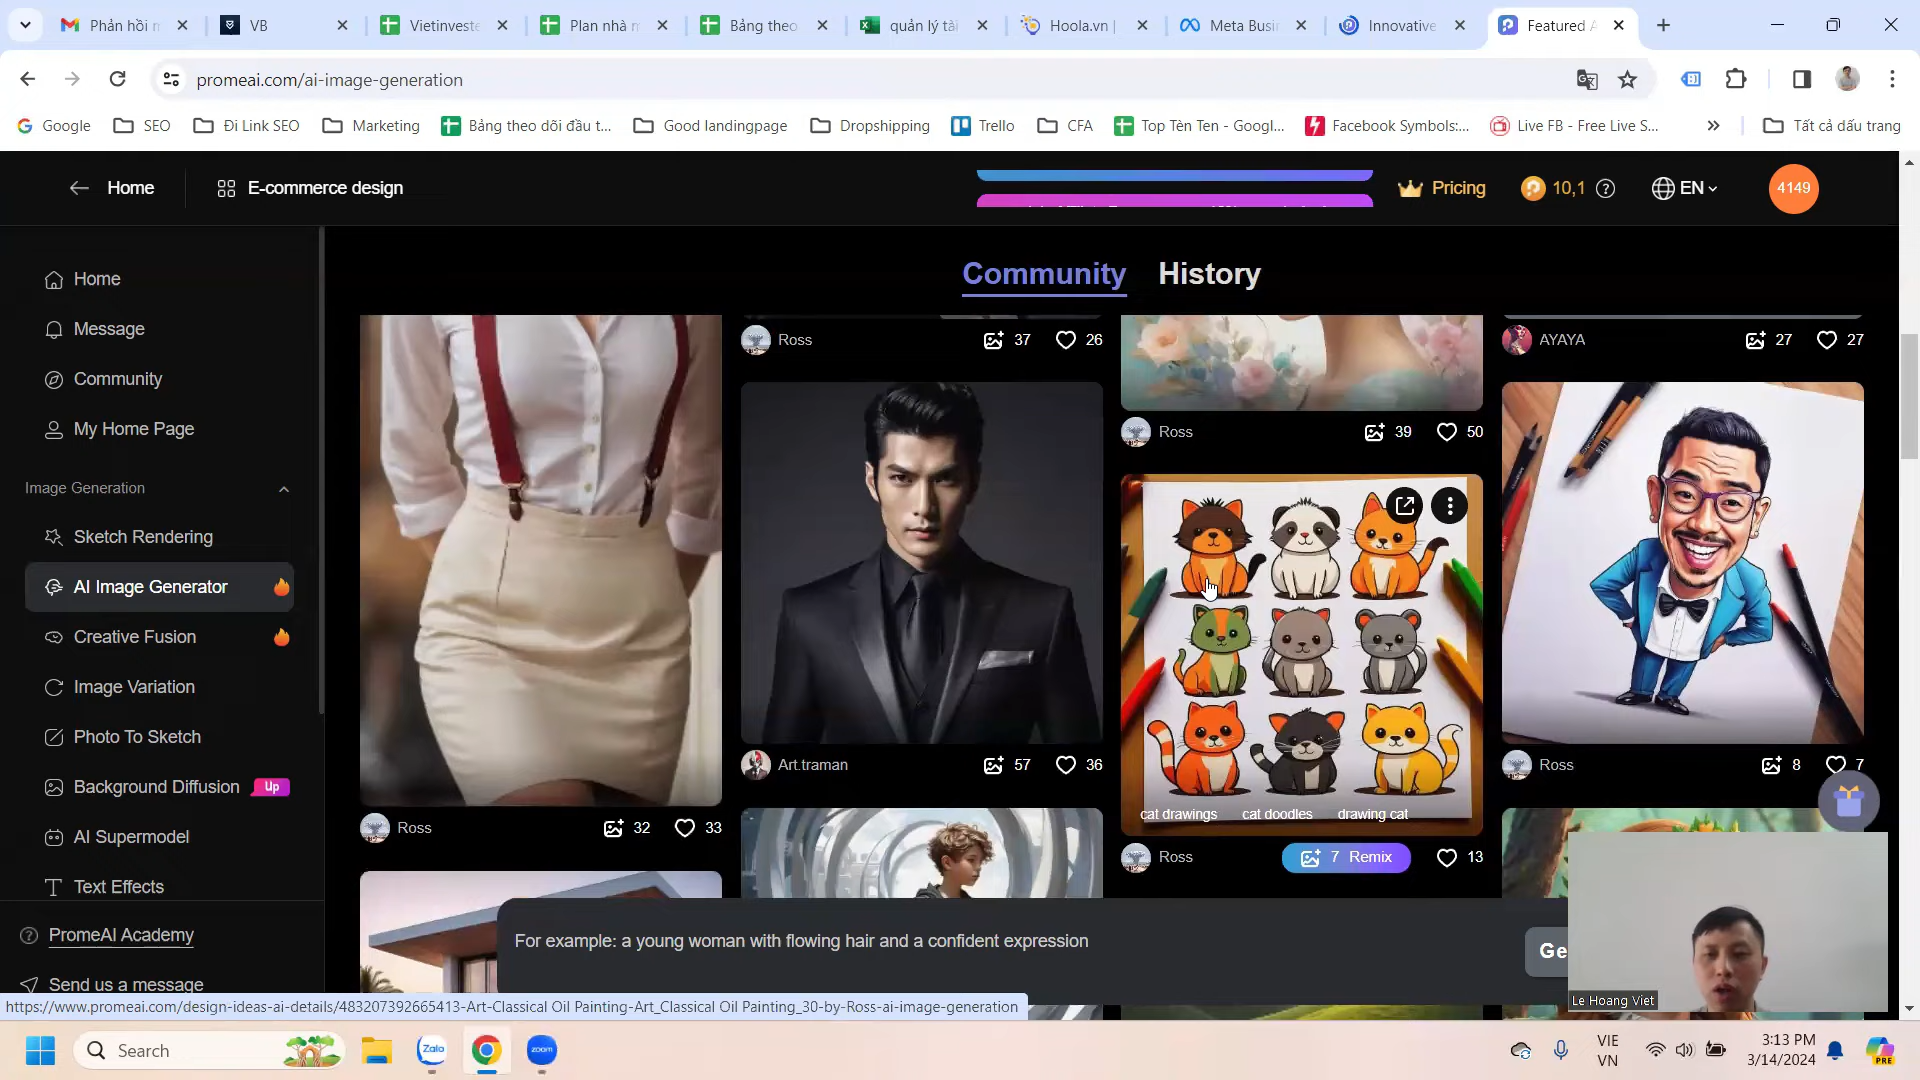 Phản hồi n
VB
Vietinveste
Plan nhà n
Bảng theo
quản lý tài
Hoola.vn |
Meta Busi
Innovative
Featured A
promeai.com/ai-image-generation
Google
SEO
Đi Link SEO
Marketing
Bảng theo dõi đầu t...
Good landingpage
Dropshipping
Trello
CFA
Top Tên Ten - Googl...
Facebook Symbols:...
Live FB - Free Live S...
Tất cả dấu trang
Home
E-commerce design
Pricing
10,1
EN
4149
Home
Message
Community
My Home Page
Image Generation
Sketch Rendering
AI Image Generator
Creative Fusion
Image Variation
Photo To Sketch
Background Diffusion
Up
AI Supermodel
Text Effects
PromeAI Academy
Send us a message
Community
History
Ross
37
26
AYAYA
27
27
Ross
39
50
Art.traman
57
36
Ross
8
7
cat drawings
cat doodles
drawing cat
Ross
32
33
Ross
7 Remix
13
For example: a young woman with flowing hair and a confident expression
Ge
Le Hoang Viet
https://www.promeai.com/design-ideas-ai-details/483207392665413-Art-Classical Oil Painting-Art_Classical Oil Painting_30-by-Ross-ai-image-generation
Search
Zalo
zoom
VIE
VN
3:13 PM
3/14/2024
PRE